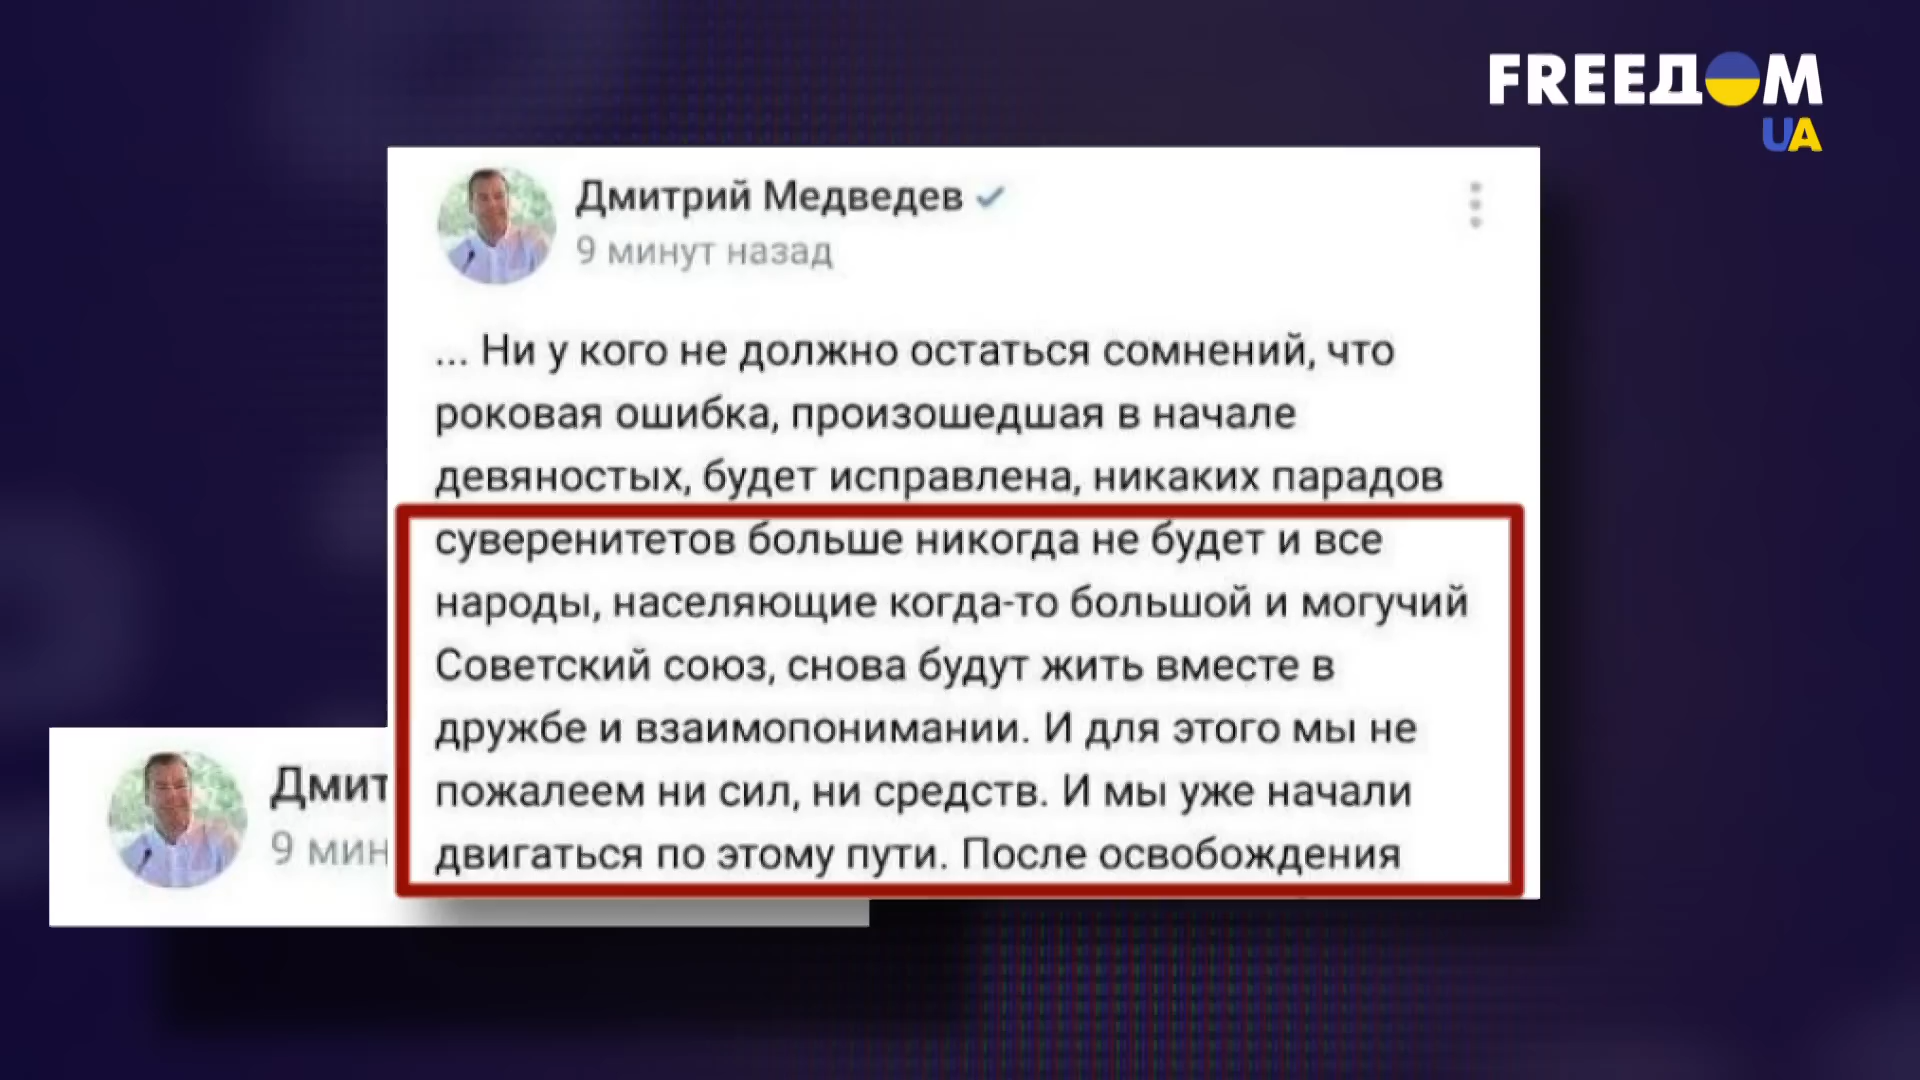 FREEДОМ
UA
Дмитрий Медведев
9 минут назад
... Ни у кого не должно остаться сомнений, что
роковая ошибка, произошедшая в начале
девяностых, будет исправлена, никаких парадов
суверенитетов больше никогда не будет и все
народы, населяющие когда-то большой и могучий
Советский союз, снова будут жить вместе в
дружбе и взаимопонимании. И для этого мы не
пожалеем ни сил, ни средств. И мы уже начали
двигаться по этому пути. После освобождения
Дмит
9 мин